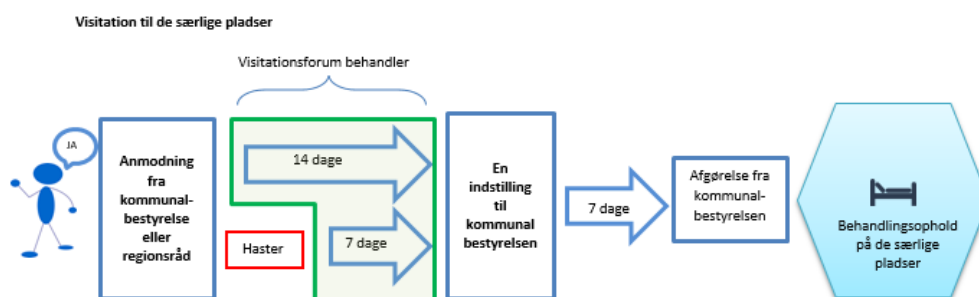 Visitation til de særlige pladser
Visitationsforum behandler
JA
Anmodning
fra
kommunal-
bestyrelse
eller
regionsråd
14 dage
Haster
7 dage
En
indstilling
til
kommunal
bestyrelsen
7 dage
Afgørelse fra
kommunal-
bestyrelsen
Behandlingsophold
på de særlige
pladser